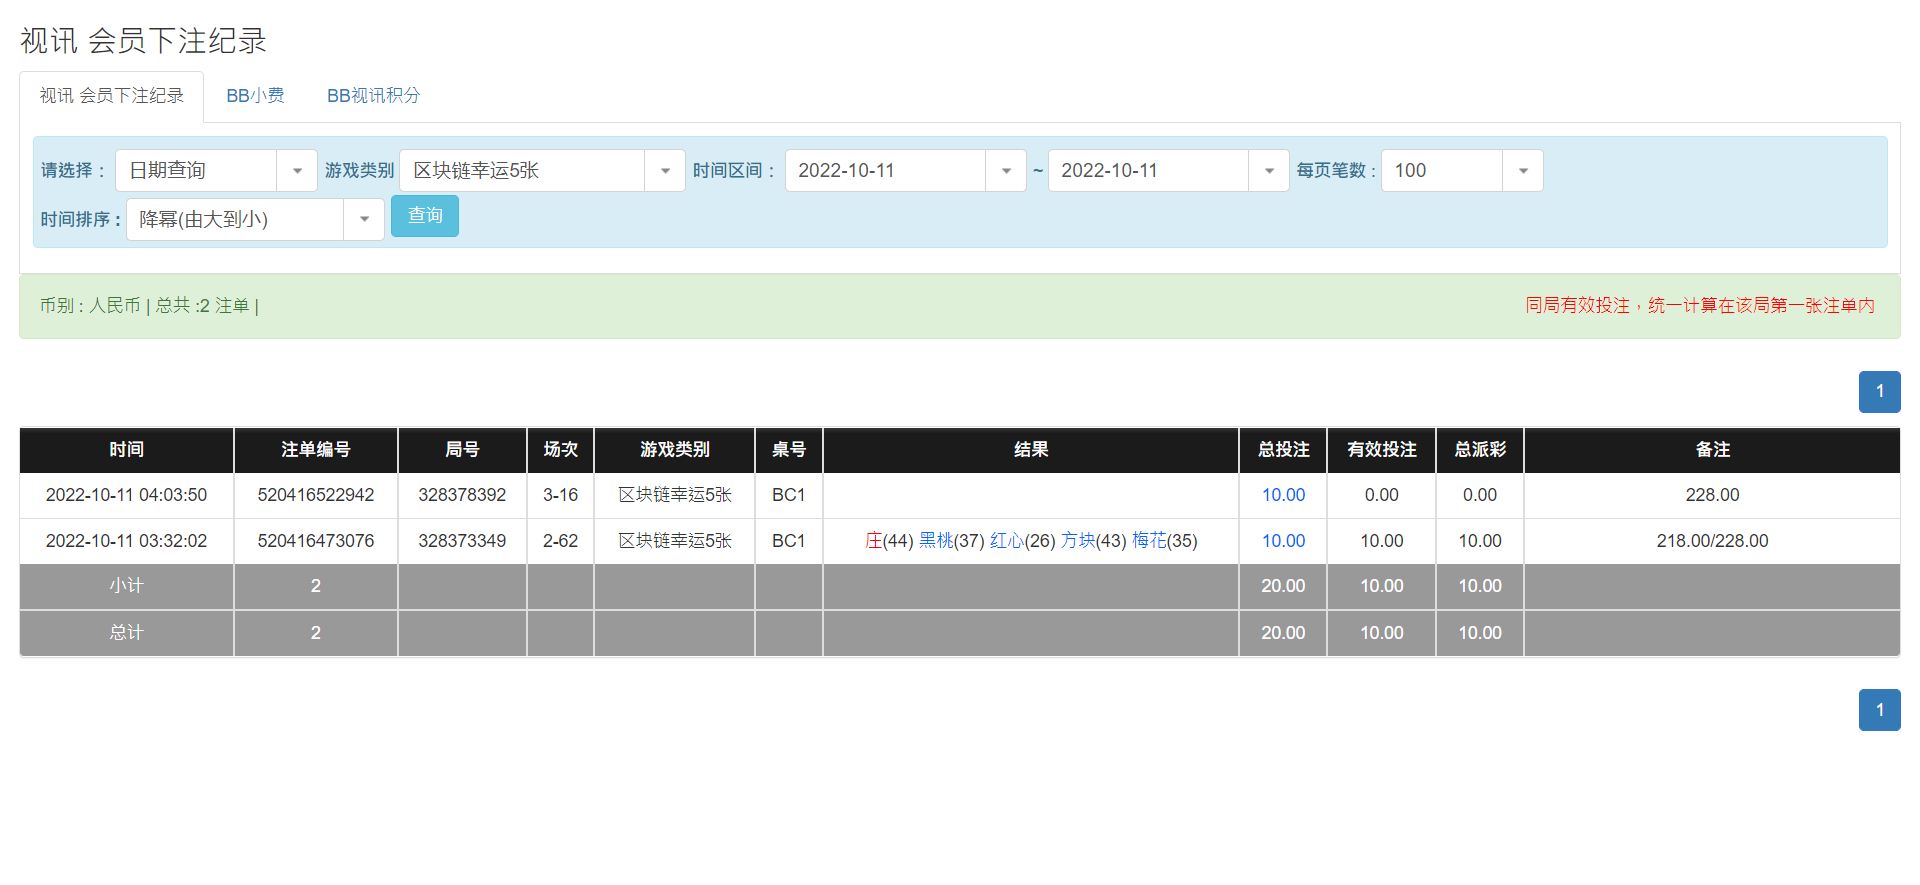 视讯 会员下注纪录
视讯 会员下注纪录 BB小费 BB视讯积分
请选择： 日期查询 游戏类别 区块链幸运5张 时间区间： 2022-10-11 ~ 2022-10-11 每页笔数 : 100
时间排序 : 降幂(由大到小) 查询
币别 : 人民币 | 总共 :2 注单 | 同局有效投注，统一计算在该局第一张注单内
1
时间 注单编号 局号 场次 游戏类别 桌号 结果 总投注 有效投注 总派彩 备注
2022-10-11 04:03:50 520416522942 328378392 3-16 区块链幸运5张 BC1 10.00 0.00 0.00 228.00
2022-10-11 03:32:02 520416473076 328373349 2-62 区块链幸运5张 BC1 庄(44) 黑桃(37) 红心(26) 方块(43) 梅花(35) 10.00 10.00 10.00 218.00/228.00
小计 2 20.00 10.00 10.00
总计 2 20.00 10.00 10.00
1